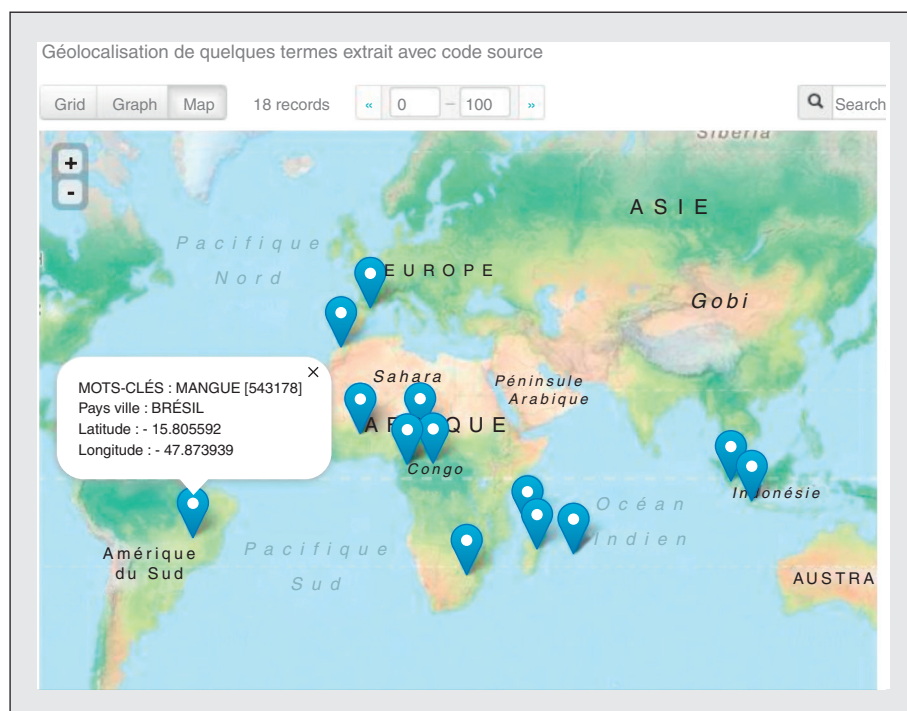 Géolocalisation de quelques termes extrait avec code source
Grid Graph Map 18 records « 0 – 100 » Search
+
-
Siberia
ASIE
Pacifique
Nord
EUROPE
Gobi
MOTS-CLÉS : MANGUE [543178]
Pays ville : BRÉSIL
Latitude : - 15.805592
Longitude : - 47.873939
×
Sahara
Péninsule
Arabique
AFRIQUE
Congo
Indonésie
Océan
Indien
Amérique
du Sud
Pacifique
Sud
AUSTRA